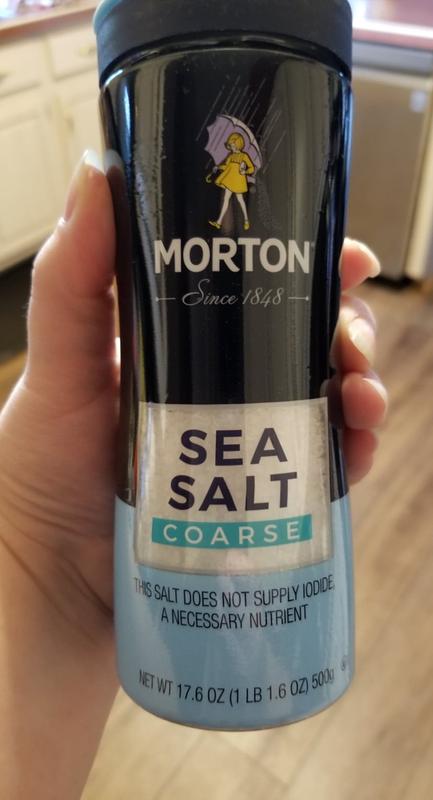 MORTON
Since 1848
SEA
SALT
COARSE
THIS SALT DOES NOT SUPPLY IODIDE,
A NECESSARY NUTRIENT
NET WT 17.6 OZ (1 LB 1.6 OZ) 500g